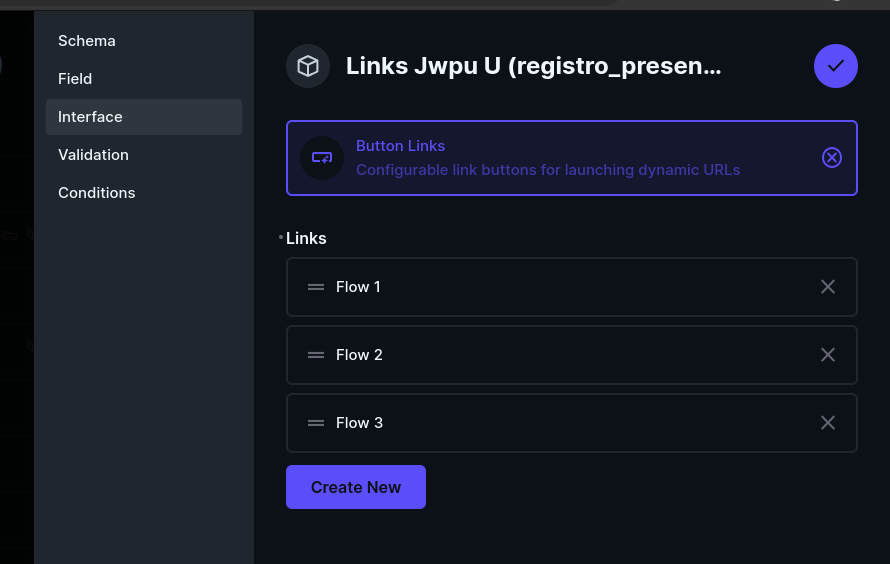 Schema
Field
Interface
Validation
Conditions
Links Jwpu U (registro_presen...
Button Links
Configurable link buttons for launching dynamic URLs
Links
Flow 1
Flow 2
Flow 3
Create New